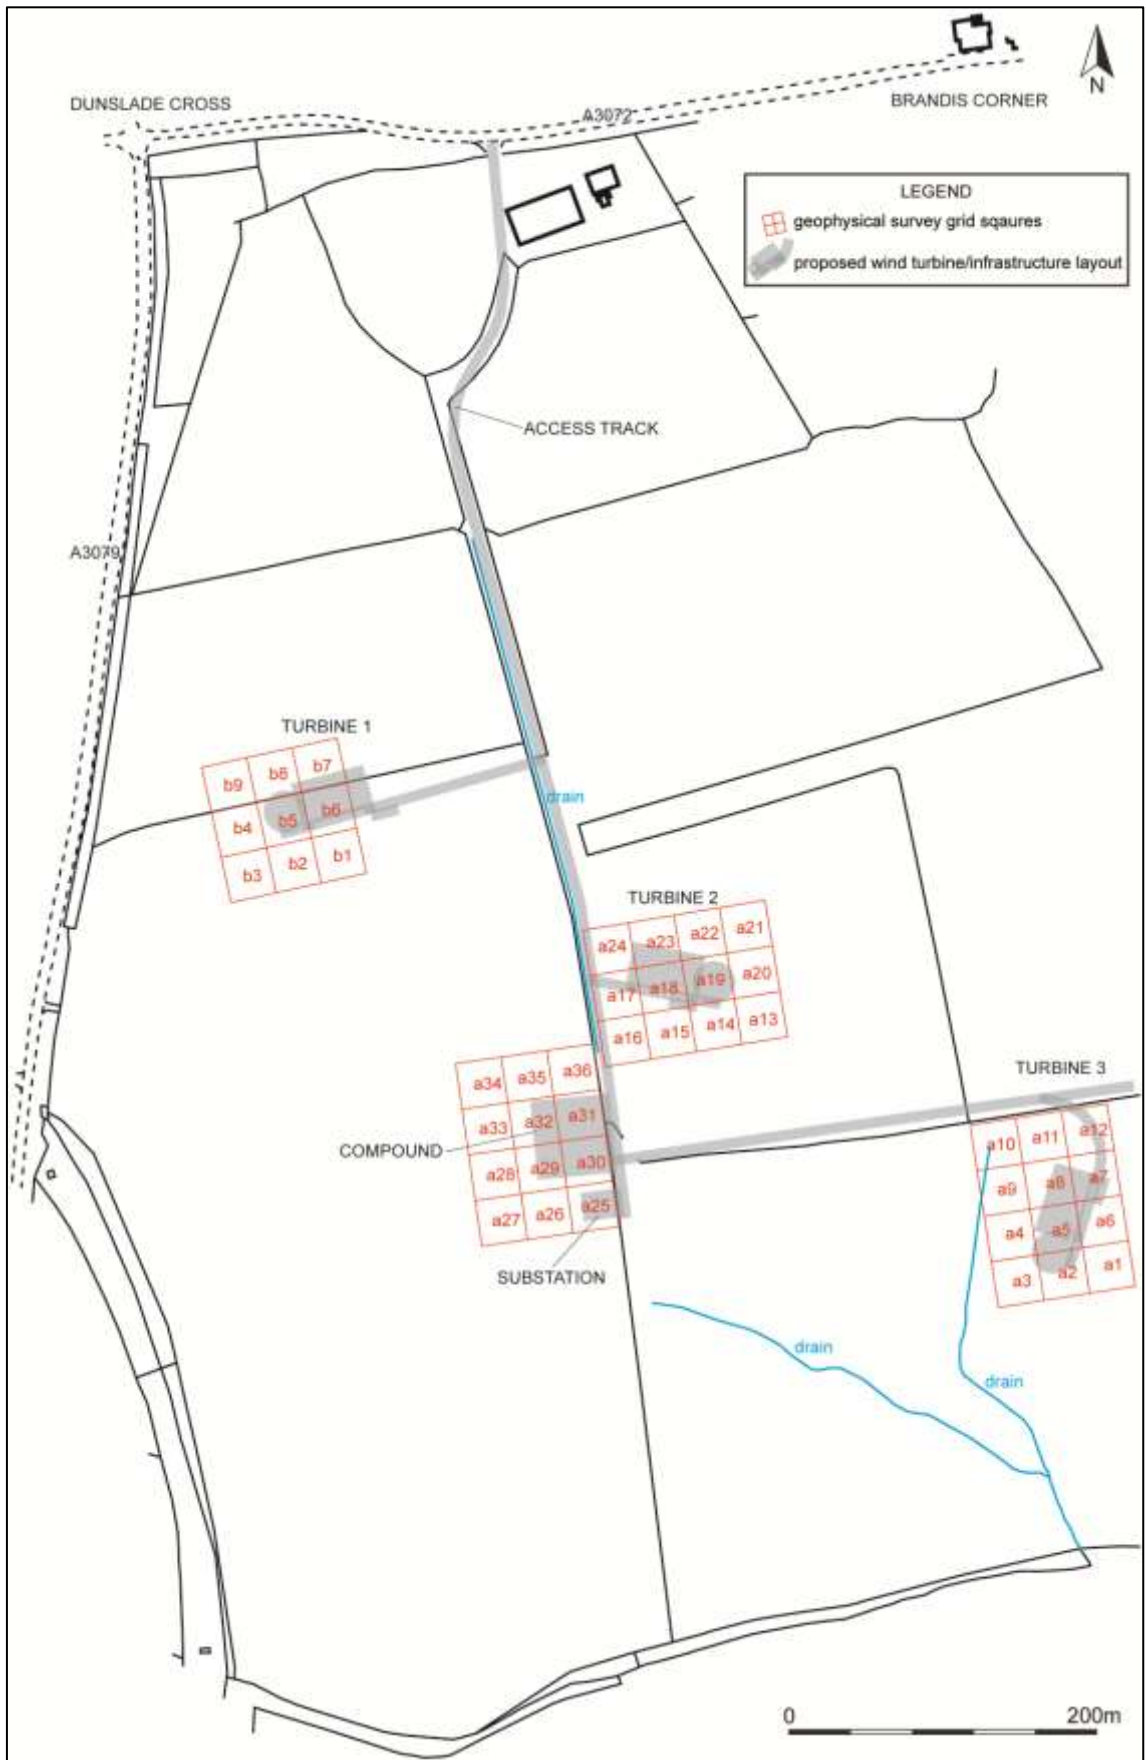 DUNSLADE CROSS
A3072
BRANDIS CORNER
N
LEGEND
geophysical survey grid sqaures
proposed wind turbine/infrastructure layout
ACCESS TRACK
A3079
TURBINE 1
b9 b8 b7
b4 b5 b6
b3 b2 b1
drain
TURBINE 2
a24 a23 a22 a21
a17 a18 a19 a20
a16 a15 a14 a13
a34 a35 a36
a33 a32 a31
a28 a29 a30
a27 a26 a25
COMPOUND
SUBSTATION
TURBINE 3
a10 a11 a12
a9 a8 a7
a4 a5 a6
a3 a2 a1
drain
drain
0 200m